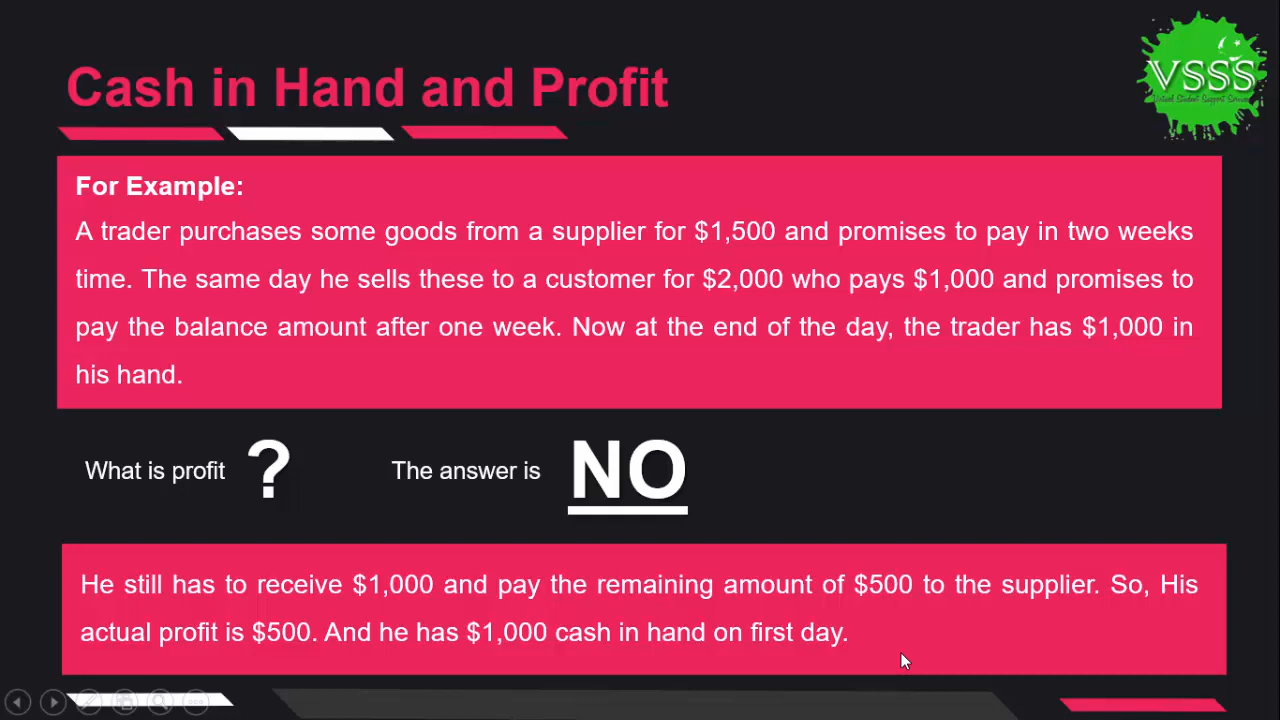 Cash in Hand and Profit
VSSS
Virtual Student Support Services
For Example:
A trader purchases some goods from a supplier for $1,500 and promises to pay in two weeks
time. The same day he sells these to a customer for $2,000 who pays $1,000 and promises to
pay the balance amount after one week. Now at the end of the day, the trader has $1,000 in
his hand.
What is profit ? The answer is NO
He still has to receive $1,000 and pay the remaining amount of $500 to the supplier. So, His
actual profit is $500. And he has $1,000 cash in hand on first day.